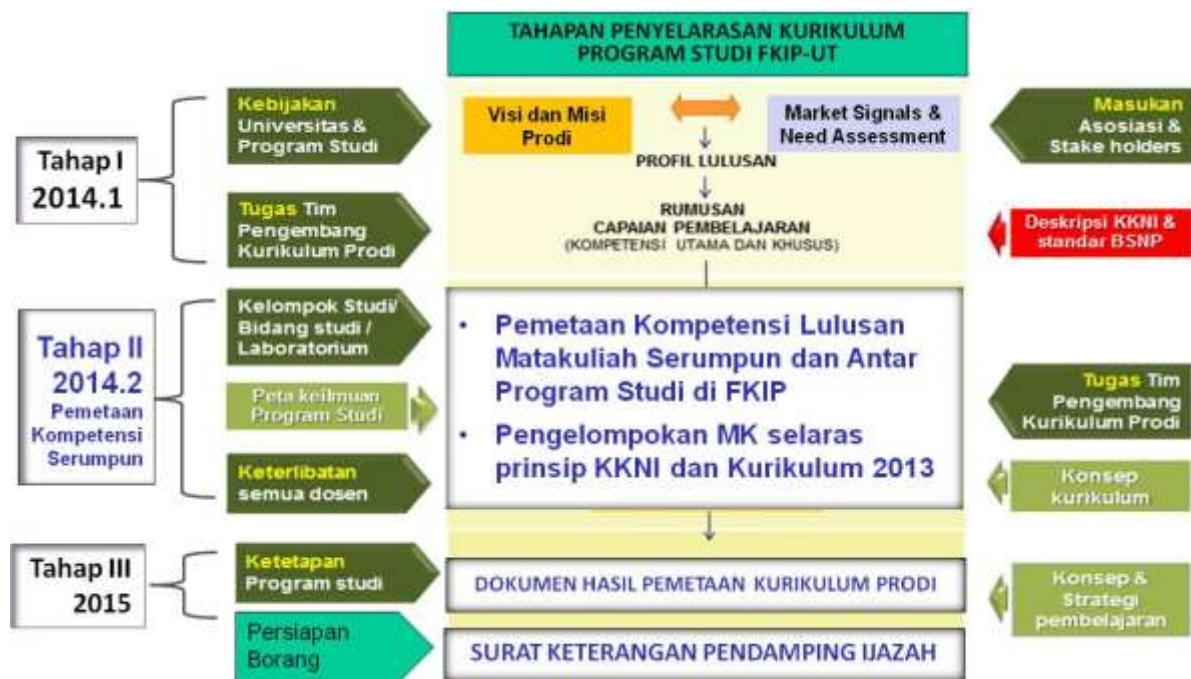 TAHAPAN PENYELARASAN KURIKULUM
PROGRAM STUDI FKIP-UT
Tahap I
2014.1
Kebijakan
Universitas &
Program Studi
Tugas Tim
Pengembang
Kurikulum Prodi
Visi dan Misi
Prodi
Market Signals &
Need Assessment
PROFIL LULUSAN
RUMUSAN
CAPAIAN PEMBELAJARAN
(KOMPETENSI UTAMA DAN KHUSUS)
Masukan
Asosiasi &
Stake holders
Deskripsi KKNI &
standar BSNP
Tahap II
2014.2
Pemetaan
Kompetensi
Serumpun
Kelompok Studi/
Bidang studi /
Laboratorium
Peta keilmuan
Program Studi
Keterlibatan
semua dosen
• Pemetaan Kompetensi Lulusan
Matakuliah Serumpun dan Antar
Program Studi di FKIP
• Pengelompokan MK selaras
prinsip KKNI dan Kurikulum 2013
Tugas Tim
Pengembang
Kurikulum Prodi
Konsep
kurikulum
Tahap III
2015
Ketetapan
Program studi
Persiapan
Borang
DOKUMEN HASIL PEMETAAN KURIKULUM PRODI
SURAT KETERANGAN PENDAMPING IJAZAH
Konsep &
Strategi
pembelajaran